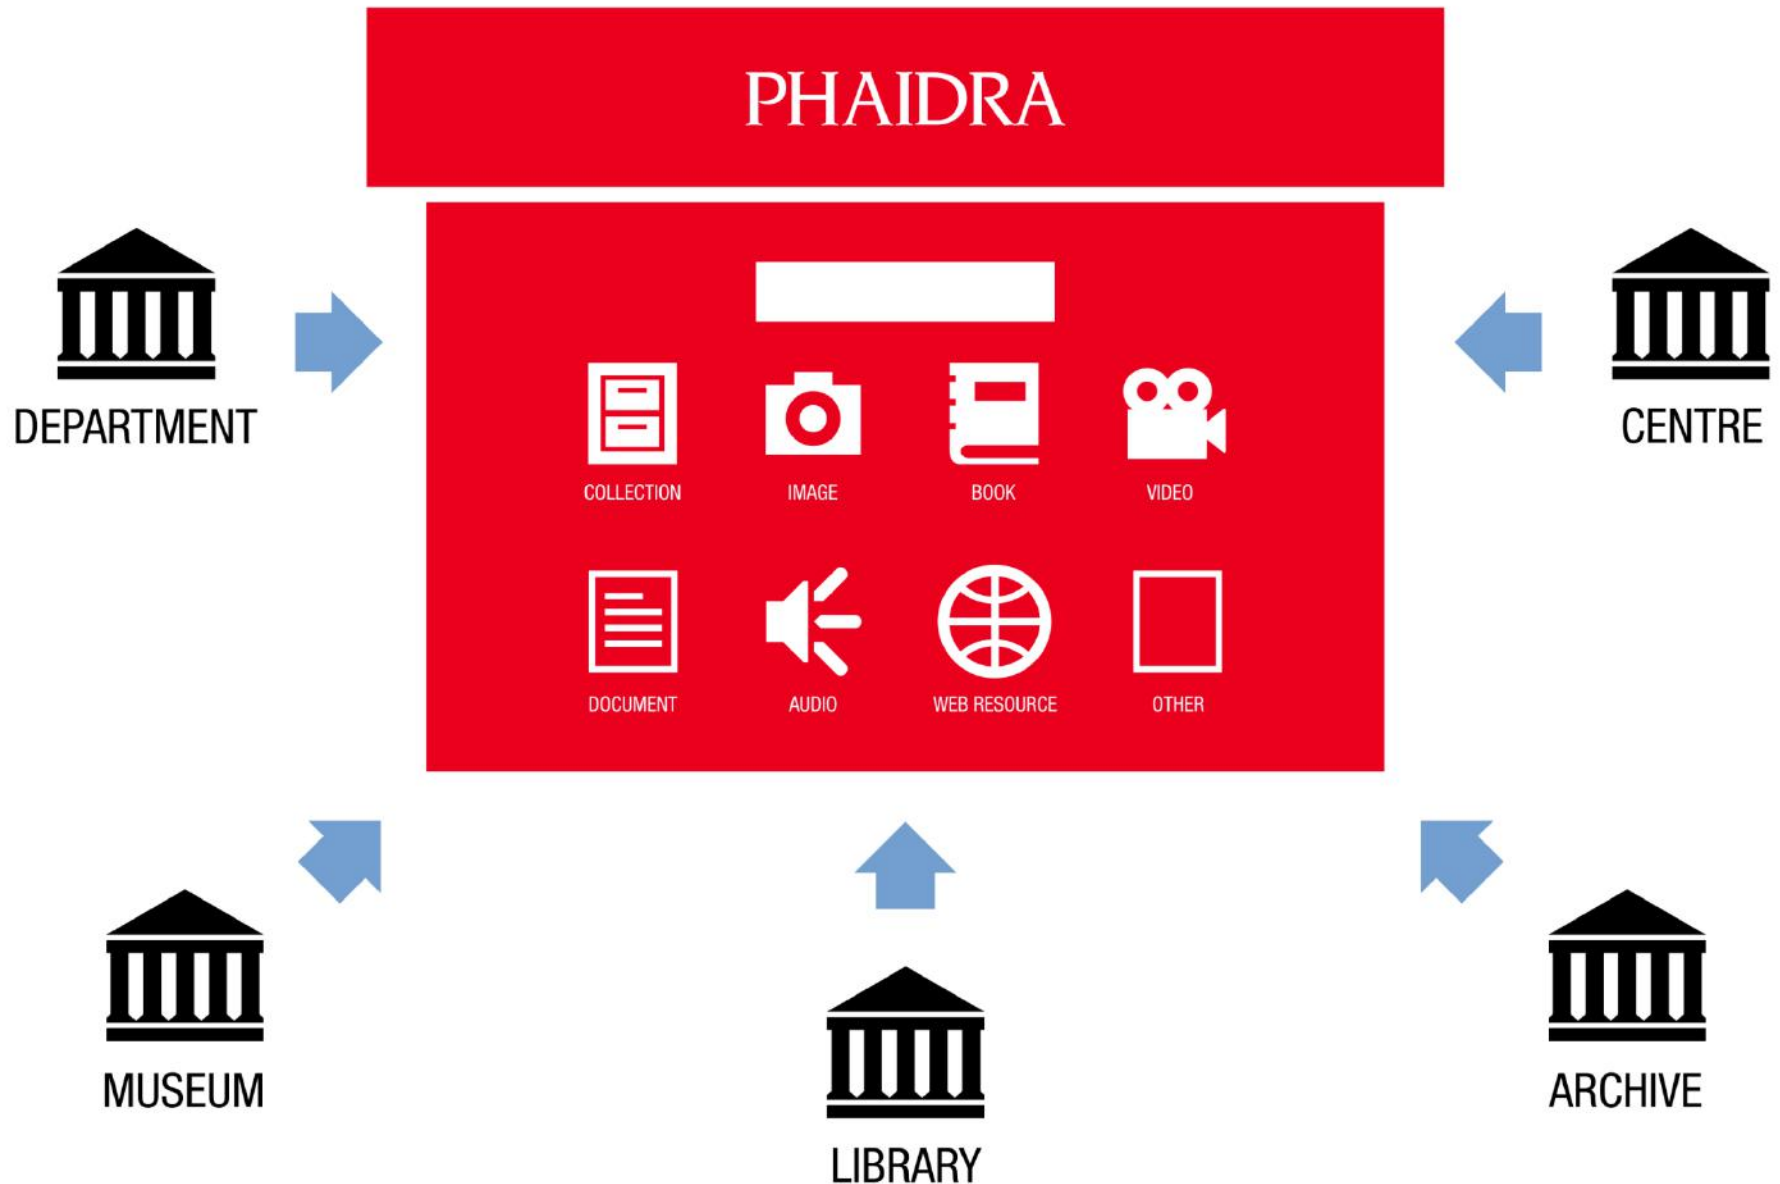 PHAIDRA
DEPARTMENT
CENTRE
COLLECTION
IMAGE
BOOK
VIDEO
DOCUMENT
AUDIO
WEB RESOURCE
OTHER
MUSEUM
LIBRARY
ARCHIVE